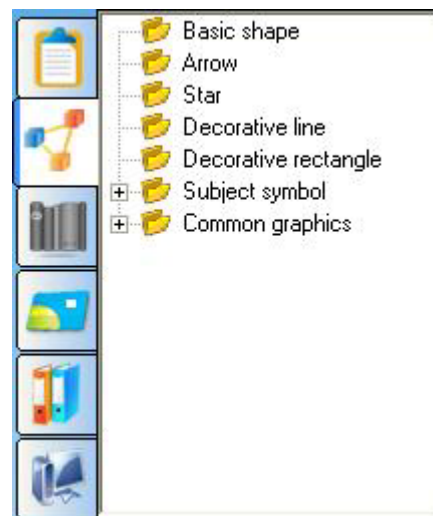 Basic shape
Arrow
Star
Decorative line
Decorative rectangle
Subject symbol
Common graphics